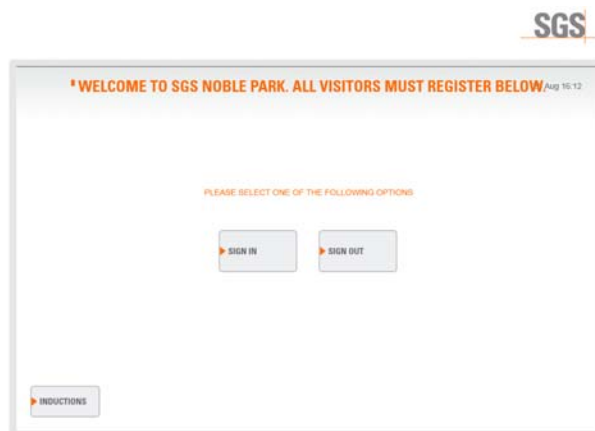 SGS
WELCOME TO SGS NOBLE PARK. ALL VISITORS MUST REGISTER BELOW.
Aug 16:12
PLEASE SELECT ONE OF THE FOLLOWING OPTIONS
SIGN IN
SIGN OUT
INDUCTIONS